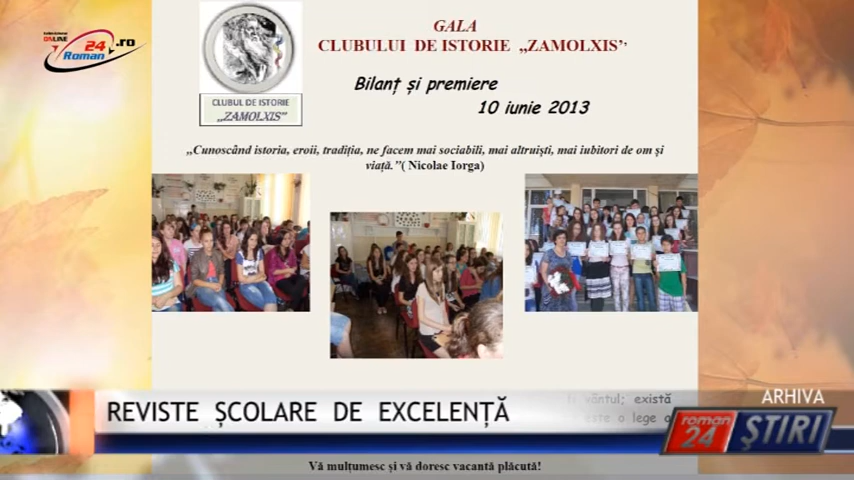 TELEVIZIUNE
ONLINE
24 .ro
Roman
GALA
CLUBULUI DE ISTORIE „ZAMOLXIS”
Bilanț și premiere
10 iunie 2013
CLUBUL DE ISTORIE
„ZAMOLXIS”
„Cunoscând istoria, eroii, tradiția, ne facem mai sociabili, mai altruiști, mai iubitori de om și
viață.”( Nicolae Iorga)
vântul; există
este o lege a
ARHIVA
REVISTE ȘCOLARE DE EXCELENȚĂ
roman
24
ȘTIRI
Vă mulțumesc și vă doresc vacantă plăcută!